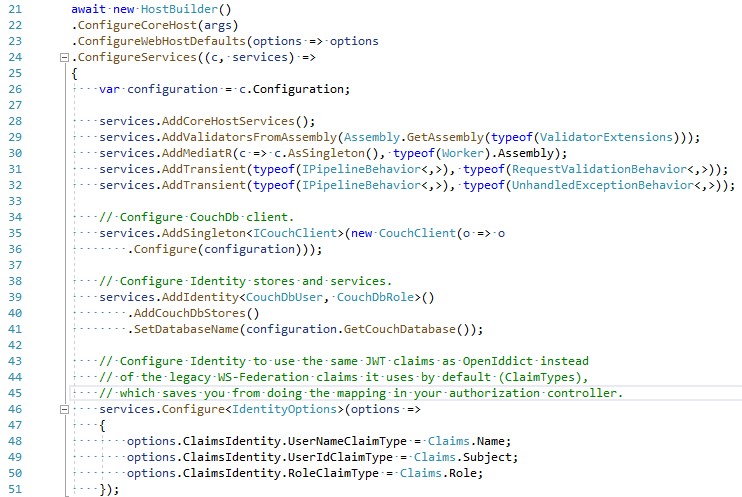 21 await new HostBuilder()
22 .ConfigureCoreHost(args)
23 .ConfigureWebHostDefaults(options => options
24 .ConfigureServices((c, services) =>
25 {
26 var configuration = c.Configuration;
27
28 services.AddCoreHostServices();
29 services.AddValidatorsFromAssembly(Assembly.GetAssembly(typeof(ValidatorExtensions)));
30 services.AddMediatR(c => c.AsSingleton(), typeof(Worker).Assembly);
31 services.AddTransient(typeof(IPipelineBehavior<,>), typeof(RequestValidationBehavior<,>));
32 services.AddTransient(typeof(IPipelineBehavior<,>), typeof(UnhandledExceptionBehavior<,>));
33
34 // Configure CouchDb client.
35 services.AddSingleton<ICouchClient>(new CouchClient(o => o
36 .Configure(configuration)));
37
38 // Configure Identity stores and services.
39 services.AddIdentity<CouchDbUser, CouchDbRole>()
40 .AddCouchDbStores()
41 .SetDatabaseName(configuration.GetCouchDatabase());
42
43 // Configure Identity to use the same JWT claims as OpenIddict instead
44 // of the legacy WS-Federation claims it uses by default (ClaimTypes),
45 // which saves you from doing the mapping in your authorization controller.
46 services.Configure<IdentityOptions>(options =>
47 {
48 options.ClaimsIdentity.UserNameClaimType = Claims.Name;
49 options.ClaimsIdentity.UserIdClaimType = Claims.Subject;
50 options.ClaimsIdentity.RoleClaimType = Claims.Role;
51 });